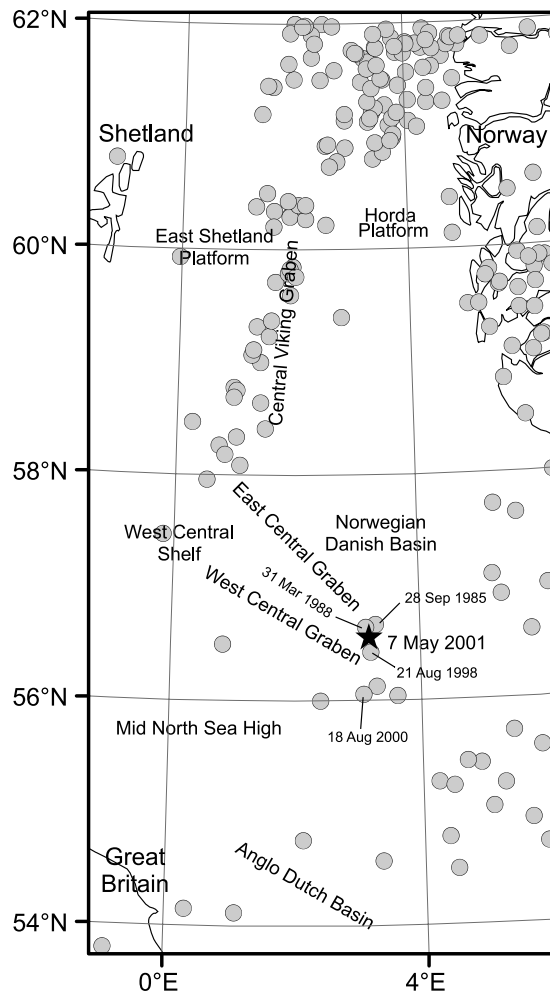 62°N
Shetland
Norway
Horda
Platform
East Shetland
Platform
60°N
Central Viking Graben
58°N
East Central Graben
Norwegian
Danish Basin
West Central
Shelf
31 Mar 1988
West Central Graben
28 Sep 1985
7 May 2001
21 Aug 1998
56°N
18 Aug 2000
Mid North Sea High
Great
Britain
Anglo Dutch Basin
54°N
0°E
4°E